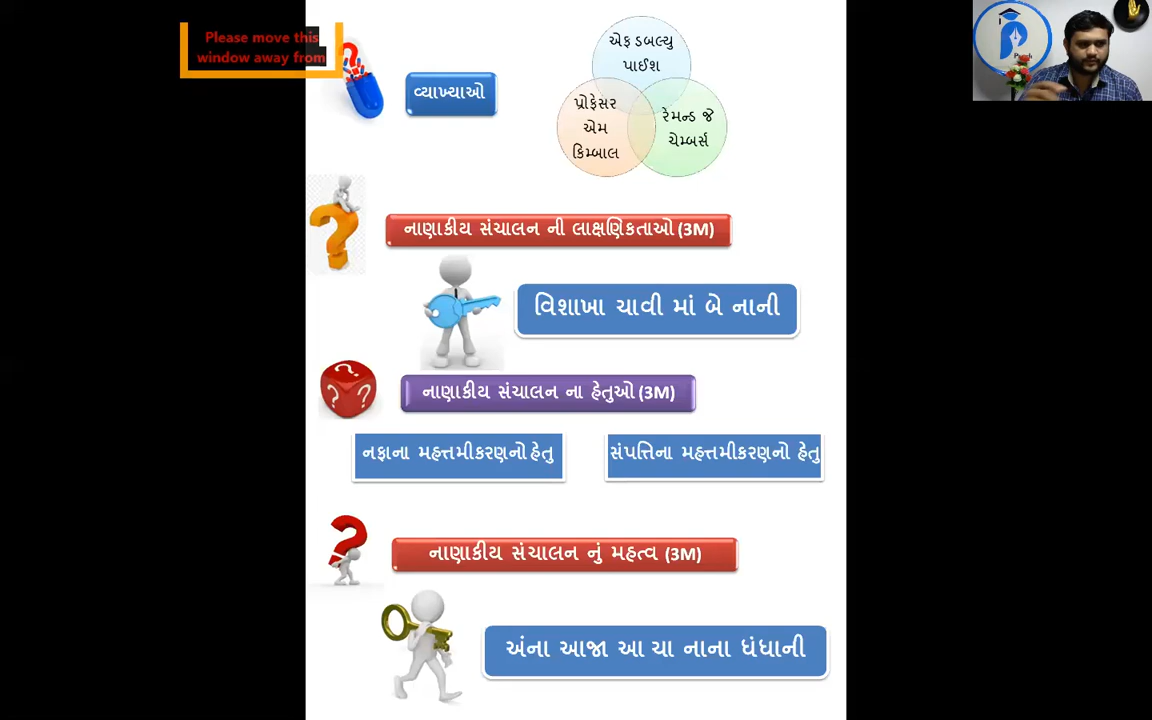 Please move this
window away from
વ્યાખ્યાઓ
એફ ડબલ્યુ
પાઈશ
પ્રોફેસર
એમ
કિમ્બાલ
રેમન્ડ જે
ચેમ્બર્સ
નાણાકીય સંચાલન ની લાક્ષણિકતાઓ (3M)
વિશાખા ચાવી માં બે નાની
નાણાકીય સંચાલન ના હેતુઓ (3M)
નફાના મહત્તમીકરણનો હેતુ
સંપત્તિના મહત્તમીકરણનો હેતુ
નાણાકીય સંચાલન નું મહત્વ (3M)
અંના આજા આ ચા નાના ધંધાની